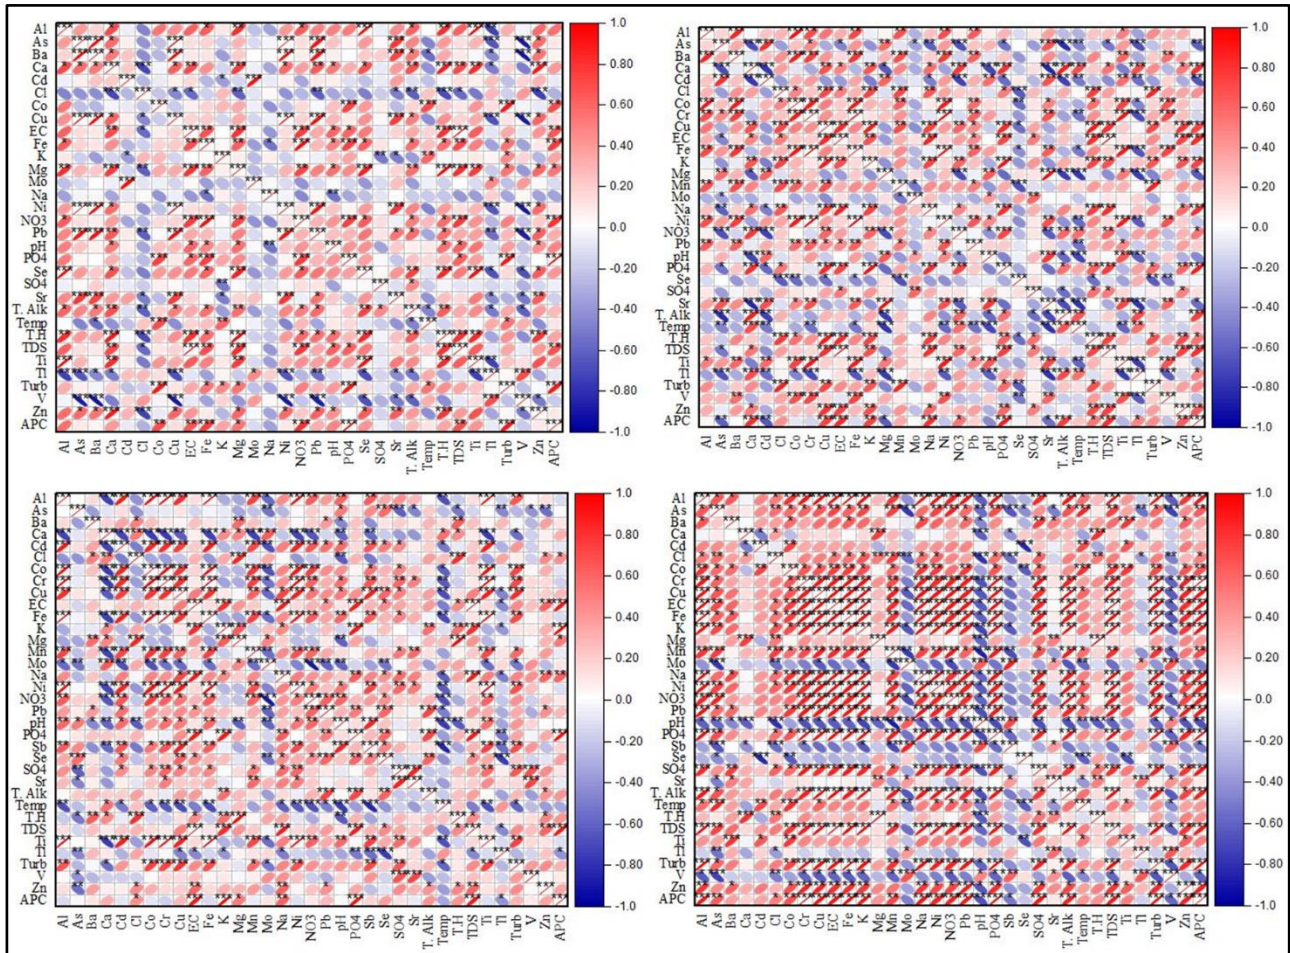 Al
As
Ba
Ca
Cd
Cl
Co
Cu
EC
Fe
K
Mg
Mo
Na
Ni
NO3
Pb
pH
PO4
Se
SO4
Sr
T. Alk
Temp
T.H
TDS
Ti
Tl
Turb
V
Zn
APC
Al As Ba Ca Cd Cl Co Cu EC Fe K Mg Mo Na Ni NO3 Pb pH PO4 Se SO4 Sr T. Alk Temp T.H TDS Ti Tl Turb V Zn APC
1.0
0.80
0.60
0.40
0.20
0.0
-0.20
-0.40
-0.60
-0.80
-1.0
Al
As
Ba
Ca
Cd
Cl
Co
Cr
Cu
EC
Fe
K
Mg
Mn
Mo
Na
Ni
NO3
Pb
pH
PO4
Se
SO4
Sr
T. Alk
Temp
T.H
TDS
Ti
Tl
Turb
V
Zn
APC
Al As Ba Ca Cd Cl Co Cr Cu EC Fe K Mg Mn Mo Na Ni NO3 Pb pH PO4 Se SO4 Sr T. Alk Temp T.H TDS Ti Tl Turb V Zn APC
1.0
0.80
0.60
0.40
0.20
0.0
-0.20
-0.40
-0.60
-0.80
-1.0
Al
As
Ba
Ca
Cd
Cl
Co
Cr
Cu
EC
Fe
K
Mg
Mn
Mo
Na
Ni
NO3
Pb
pH
PO4
Sb
Se
SO4
Sr
T. Alk
Temp
T.H
TDS
Ti
Tl
Turb
V
Zn
APC
Al As Ba Ca Cd Cl Co Cr Cu EC Fe K Mg Mn Mo Na Ni NO3 Pb pH PO4 Sb Se SO4 Sr T. Alk Temp T.H TDS Ti Tl Turb V Zn APC
1.0
0.80
0.60
0.40
0.20
0.0
-0.20
-0.40
-0.60
-0.80
-1.0
Al
As
Ba
Ca
Cd
Cl
Co
Cr
Cu
EC
Fe
K
Mg
Mn
Mo
Na
Ni
NO3
Pb
pH
PO4
Sb
Se
SO4
Sr
T. Alk
Temp
T.H
TDS
Ti
Tl
Turb
V
Zn
APC
Al As Ba Ca Cd Cl Co Cr Cu EC Fe K Mg Mn Mo Na Ni NO3 Pb pH PO4 Sb Se SO4 Sr T. Alk Temp T.H TDS Ti Tl Turb V Zn APC
1.0
0.80
0.60
0.40
0.20
0.0
-0.20
-0.40
-0.60
-0.80
-1.0